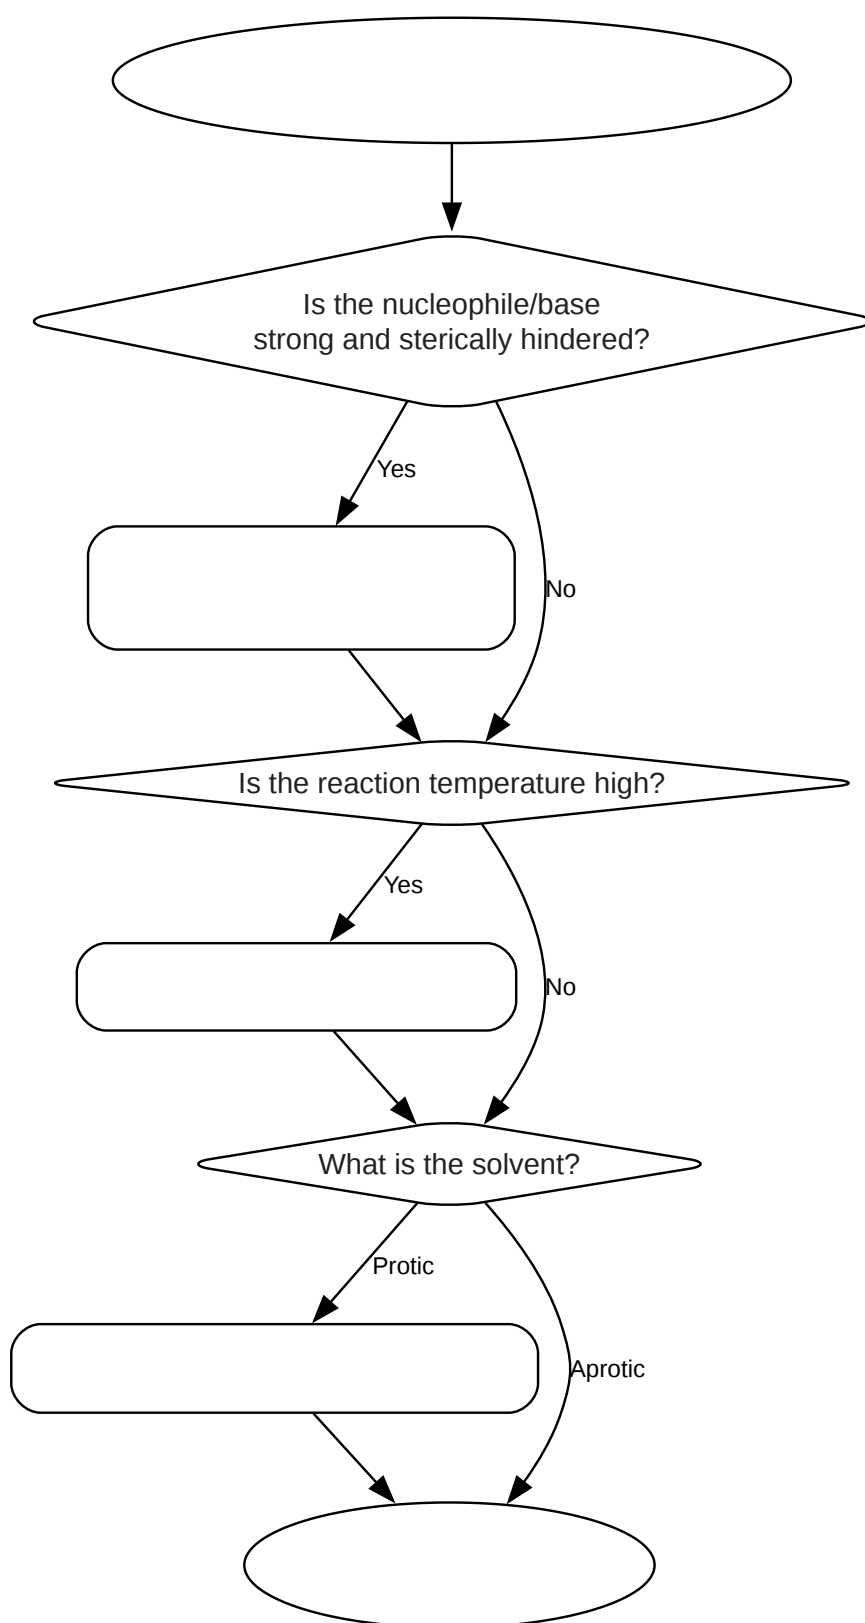 Is the nucleophile/base
strong and sterically hindered?
Yes
No
Is the reaction temperature high?
Yes
No
What is the solvent?
Protic
Aprotic